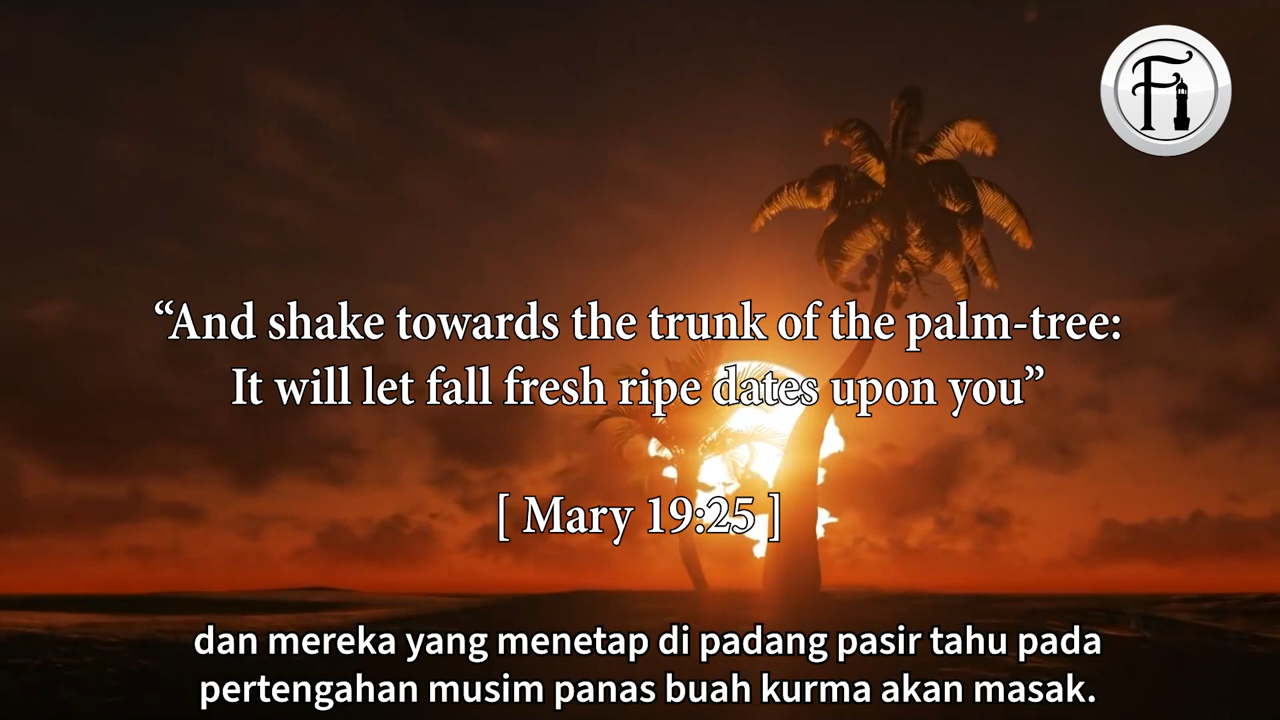 Fi
“And shake towards the trunk of the palm-tree:
It will let fall fresh ripe dates upon you”
[ Mary 19:25 ]
dan mereka yang menetap di padang pasir tahu pada
pertengahan musim panas buah kurma akan masak.